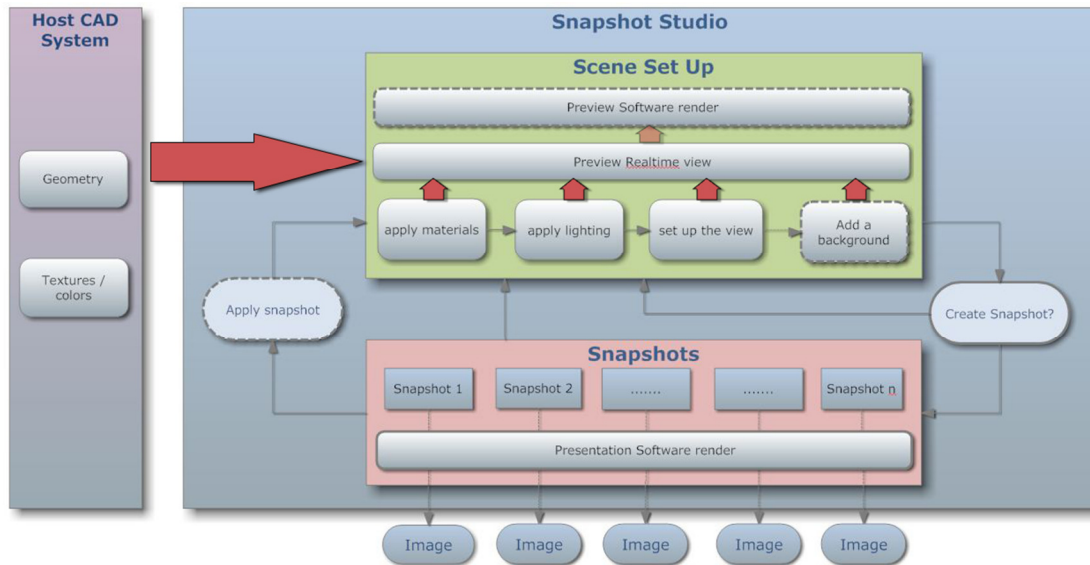 Host CAD
System
Geometry
Textures /
colors
Snapshot Studio
Scene Set Up
Preview Software render
Preview Realtime view
apply materials
apply lighting
set up the view
Add a
background
Apply snapshot
Create Snapshot?
Snapshots
Snapshot 1
Snapshot 2
.......
.......
Snapshot n
Presentation Software render
Image
Image
Image
Image
Image